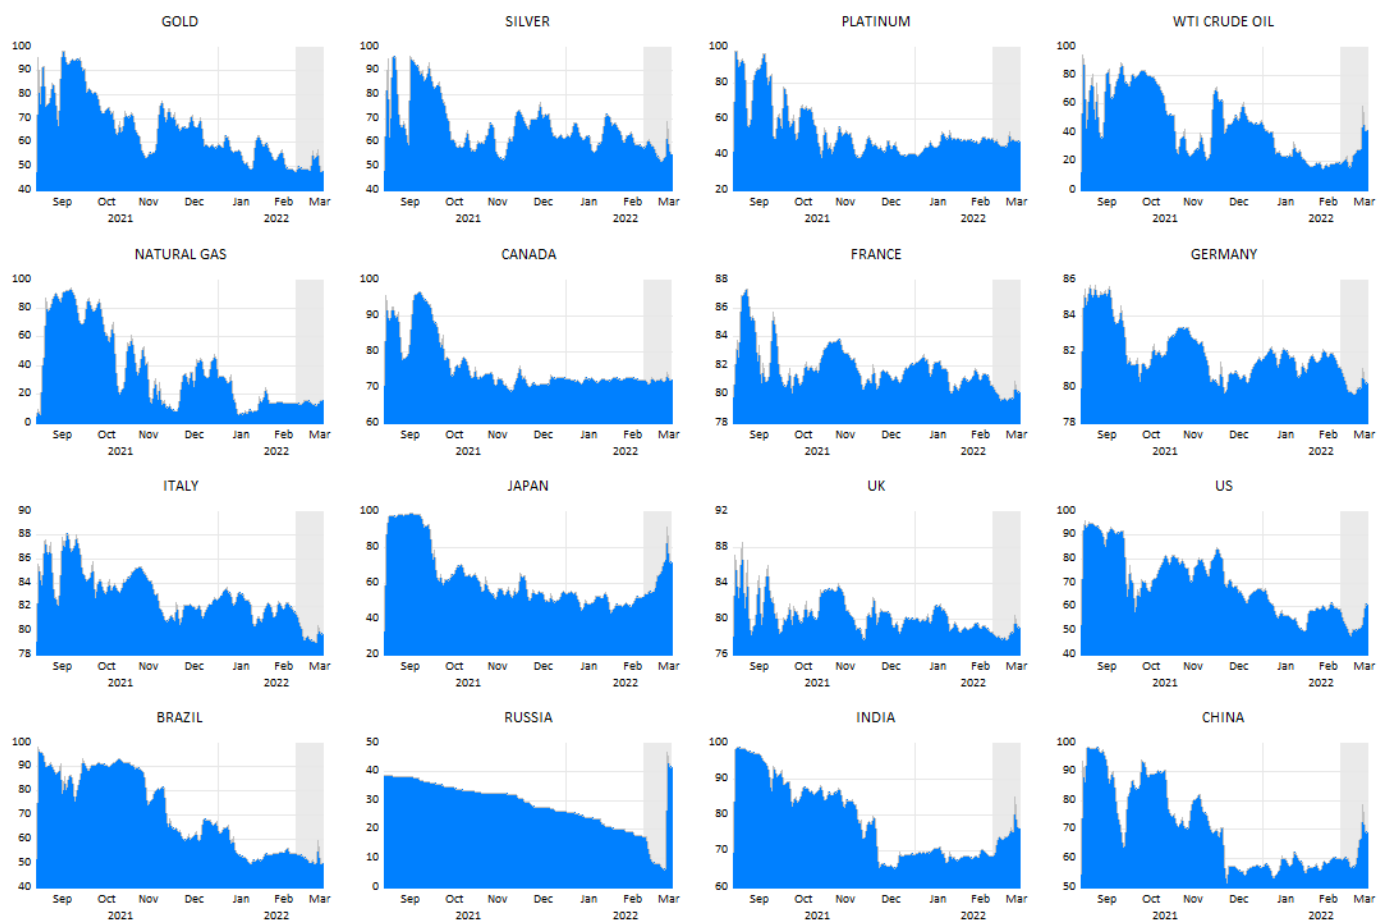 GOLD SILVER PLATINUM WTI CRUDE OIL
100 100 100 100
90 90
80 80 80 80
70 70
60 60 60 60
50 50 40 40 20
40 40 20 0
Sep Oct Nov Dec Jan Feb Mar Sep Oct Nov Dec Jan Feb Mar Sep Oct Nov Dec Jan Feb Mar Sep Oct Nov Dec Jan Feb Mar
2021 2022 2021 2022 2021 2022 2021 2022
NATURAL GAS CANADA FRANCE GERMANY
100 100 88 86
80 90 86 84
60 84
40 80 82 82
20 70 80 80
0 60 78 78
Sep Oct Nov Dec Jan Feb Mar Sep Oct Nov Dec Jan Feb Mar Sep Oct Nov Dec Jan Feb Mar Sep Oct Nov Dec Jan Feb Mar
2021 2022 2021 2022 2021 2022 2021 2022
ITALY JAPAN UK US
90 100 92 100
88 80 88 90
86 80
84 60 84 70
82 60
80 40 80 50
78 20 76 40
Sep Oct Nov Dec Jan Feb Mar Sep Oct Nov Dec Jan Feb Mar Sep Oct Nov Dec Jan Feb Mar Sep Oct Nov Dec Jan Feb Mar
2021 2022 2021 2022 2021 2022 2021 2022
BRAZIL RUSSIA INDIA CHINA
100 50 100 100
90 40 90 90
80 30 80
70 80 70
60 20 70 60
50 10
40 0 60 50
Sep Oct Nov Dec Jan Feb Mar Sep Oct Nov Dec Jan Feb Mar Sep Oct Nov Dec Jan Feb Mar Sep Oct Nov Dec Jan Feb Mar
2021 2022 2021 2022 2021 2022 2021 2022